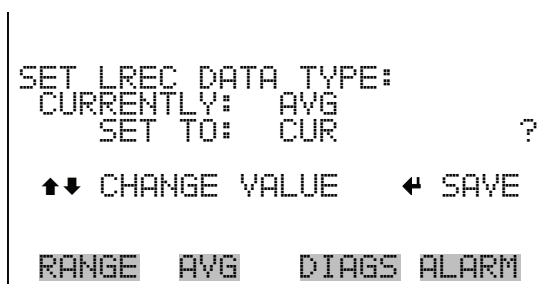 SET LREC DATA TYPE:
CURRENTLY: AVG
SET TO: CUR ?
↑↓ CHANGE VALUE ↵ SAVE
RANGE AVG DIAGS ALARM